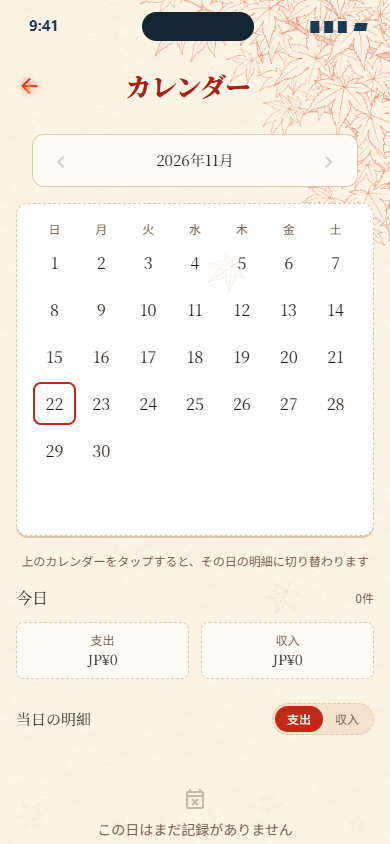 9:41
カレンダー
2026年11月
日 月 火 水 木 金 土
1 2 3 4 5 6 7
8 9 10 11 12 13 14
15 16 17 18 19 20 21
22 23 24 25 26 27 28
29 30
上のカレンダーをタップすると、その日の明細に切り替わります
今日 0件
支出 収入
JP¥0 JP¥0
当日の明細 支出 収入
この日はまだ記録がありません